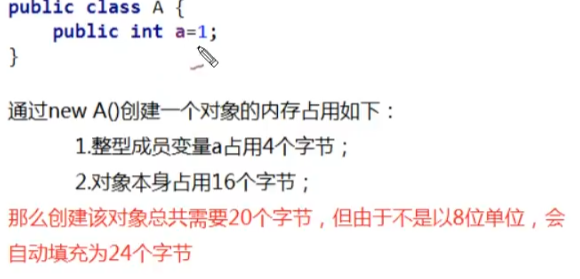 public class A {
public int a=1;
}
通过new A()创建一个对象的内存占用如下：
1.整型成员变量a占用4个字节；
2.对象本身占用16个字节；
那么创建该对象总共需要20个字节，但由于不是以8位单位，会
自动填充为24个字节